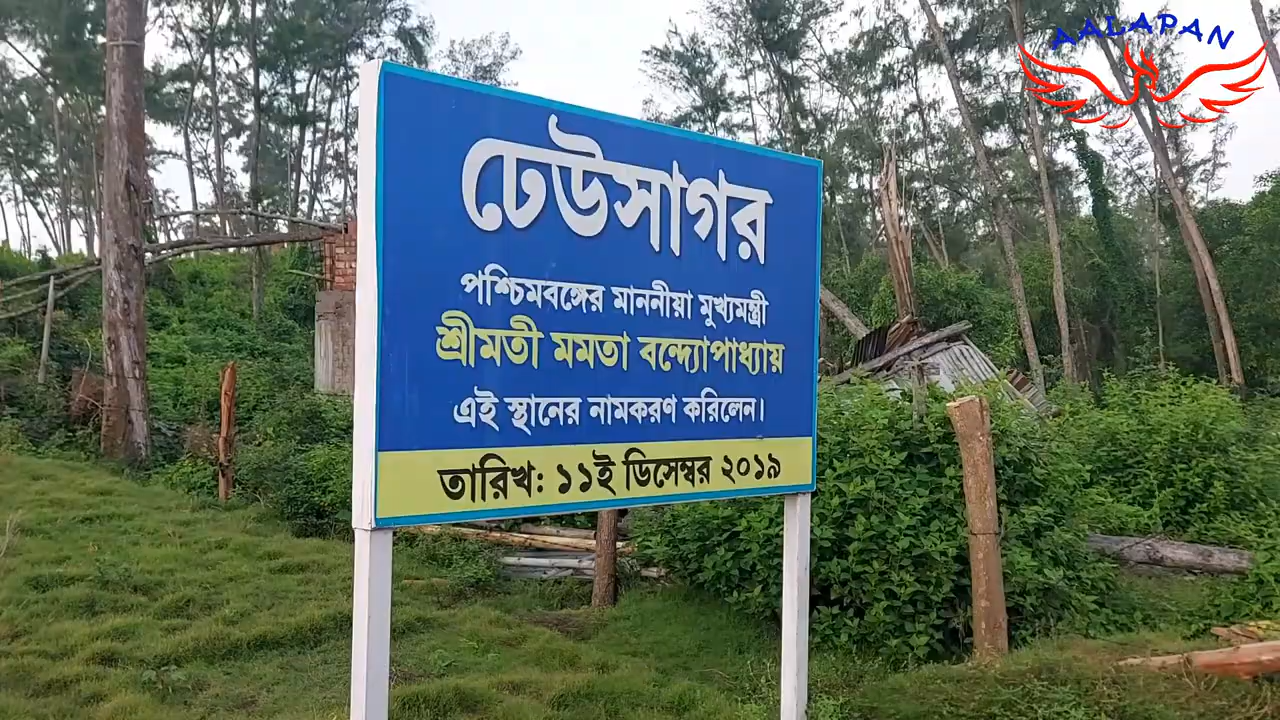 AALAPAN
ঢেউসাগর
পশ্চিমবঙ্গের মাননীয়া মুখ্যমন্ত্রী
শ্রীমতী মমতা বন্দ্যোপাধ্যায়
এই স্থানের নামকরণ করিলেন।
তারিখ: ১১ই ডিসেম্বর ২০১৯